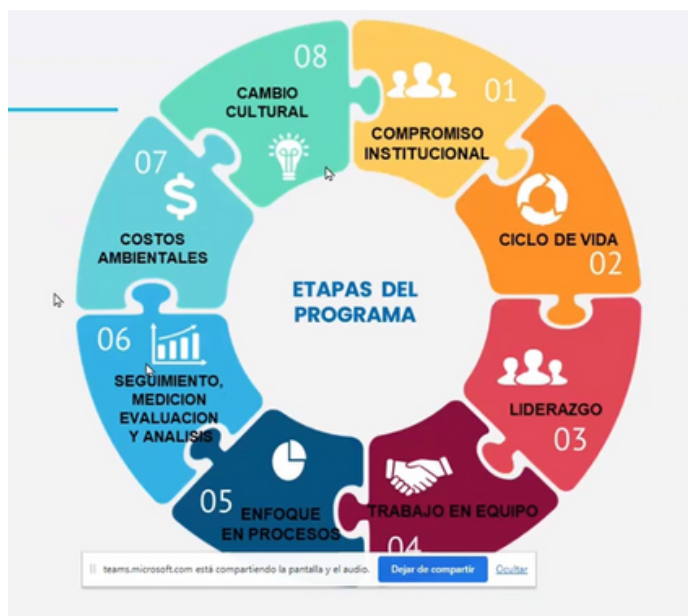 08
CAMBIO
CULTURAL
01
COMPROMISO
INSTITUCIONAL
CICLO DE VIDA
02
LIDERAZGO
03
TRABAJO EN EQUIPO
04
05
ENFOQUE
EN PROCESOS
06
SEGUIMIENTO,
MEDICION
EVALUACION
Y ANALISIS
07
$
COSTOS
AMBIENTALES
ETAPAS DEL
PROGRAMA
teams.microsoft.com está compartiendo la pantalla y el audio.
Dejar de compartir
Ocultar